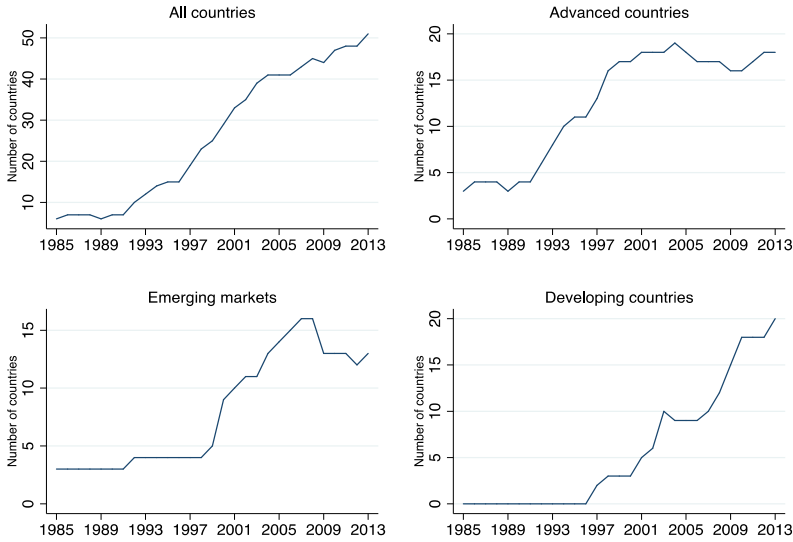 All countries
Number of countries
50
40
30
20
10
1985 1989 1993 1997 2001 2005 2009 2013
Advanced countries
Number of countries
20
15
10
5
0
1985 1989 1993 1997 2001 2005 2009 2013
Emerging markets
Number of countries
15
10
5
0
1985 1989 1993 1997 2001 2005 2009 2013
Developing countries
Number of countries
20
15
10
5
0
1985 1989 1993 1997 2001 2005 2009 2013